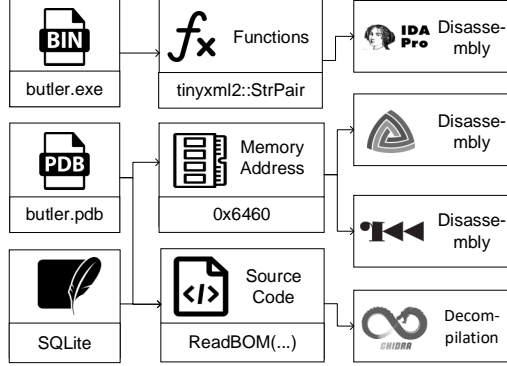 BIN
butler.exe
Functions
tinyxml2::StrPair
IDA
Pro
Disasse-
mbly
PDB
butler.pdb
Memory
Address
0x6460
Disasse-
mbly
Disasse-
mbly
SQLite
</>
Source
Code
ReadBOM(...)
GHIDRA
Decom-
pilation